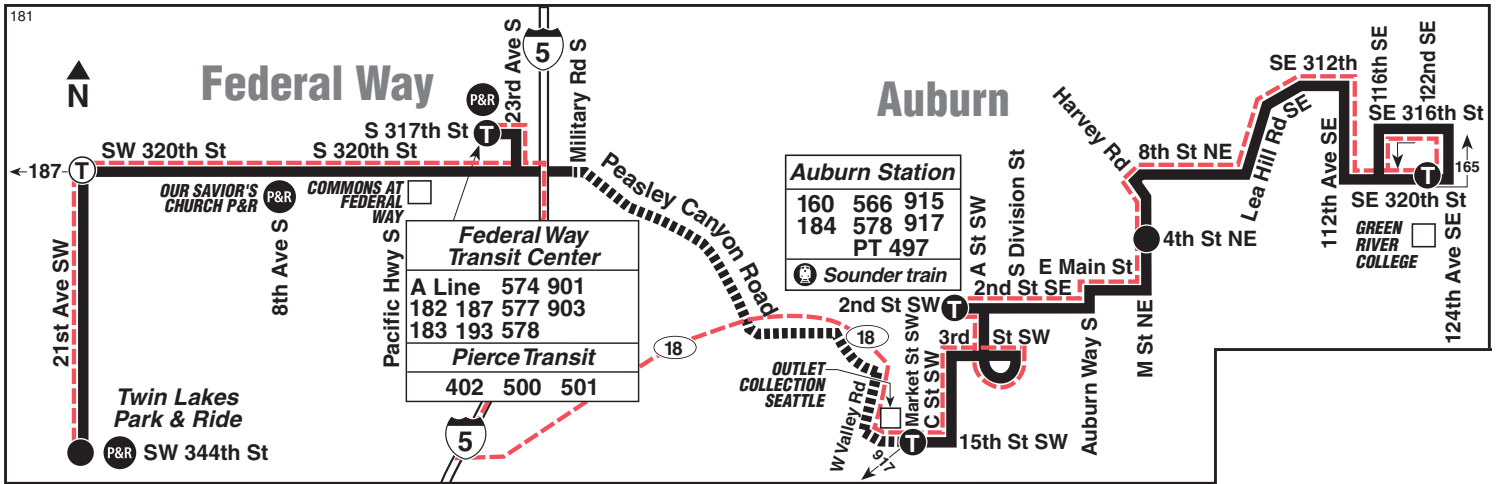 181
N
Federal Way
P&R
23rd Ave S
5
Military Rd S
S 317th St
T
SW 320th St
S 320th St
187
T
OUR SAVIOR'S
CHURCH P&R
P&R
COMMONS AT
FEDERAL
WAY
8th Ave S
21st Ave SW
Pacific Hwy S
Federal Way
Transit Center
A Line 574 901
182 187 577 903
183 193 578
Pierce Transit
402 500 501
5
Twin Lakes
Park & Ride
P&R
SW 344th St
Peasley Canyon Road
18
18
Auburn
Auburn Station
160 566 915
184 578 917
PT 497
Sounder train
2nd St SW
T
A St SW
S Division St
2nd St SE
E Main St
3rd St SW
OUTLET
COLLECTION
SEATTLE
W Valley Rd
Market St SW
C St SW
T
15th St SW
917
Auburn Way S
M St NE
4th St NE
Harvey Rd
8th St NE
Lea Hill Rd SE
SE 312th
112th Ave SE
116th SE
122nd SE
SE 316th St
T
165
SE 320th St
GREEN
RIVER
COLLEGE
124th Ave SE